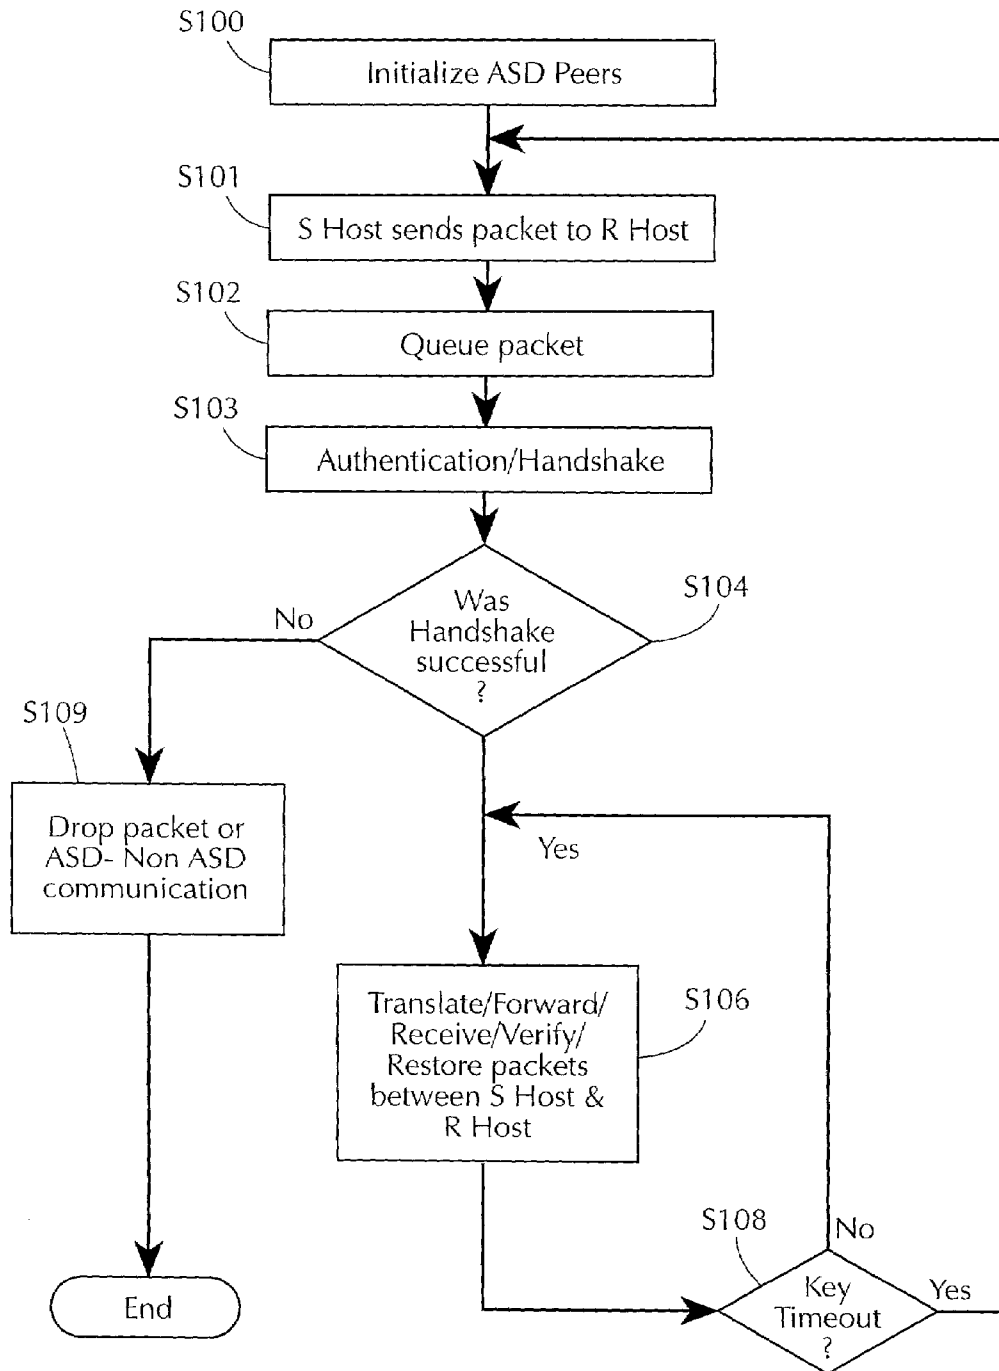 S100
Initialize ASD Peers
S101
S Host sends packet to R Host
S102
Queue packet
S103
Authentication/Handshake
S104
Was
Handshake
successful
?
No
S109
Drop packet or
ASD- Non ASD
communication
Yes
Translate/Forward/
Receive/Verify/
Restore packets
between S Host &
R Host
S106
S108
No
Key
Timeout
?
Yes
End